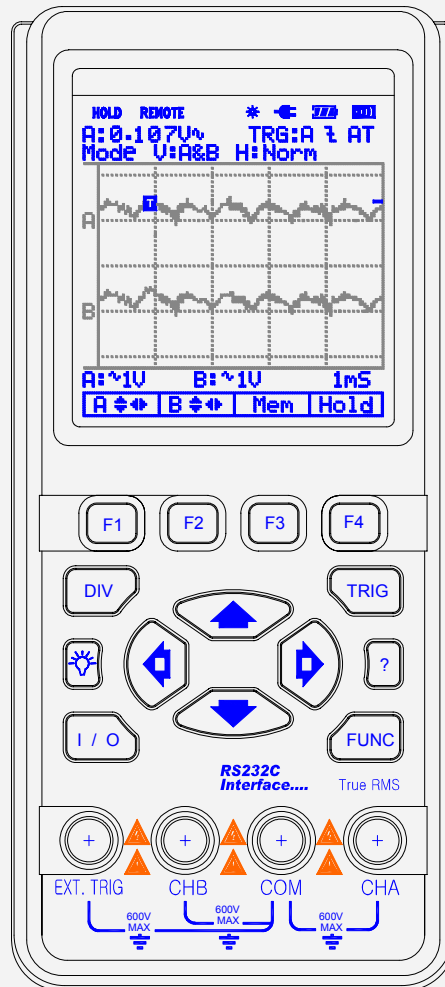 HOLD REMOTE
A:0.107V~ TRG:A AT
Mode V:A&B H:Norm
T
A
B
A:~1V B:~1V 1mS
A B Mem Hold
F1 F2 F3 F4
DIV TRIG
?
I / O FUNC
RS232C
Interface.... True RMS
EXT. TRIG CHB COM CHA
600V
MAX
600V
MAX
600V
MAX